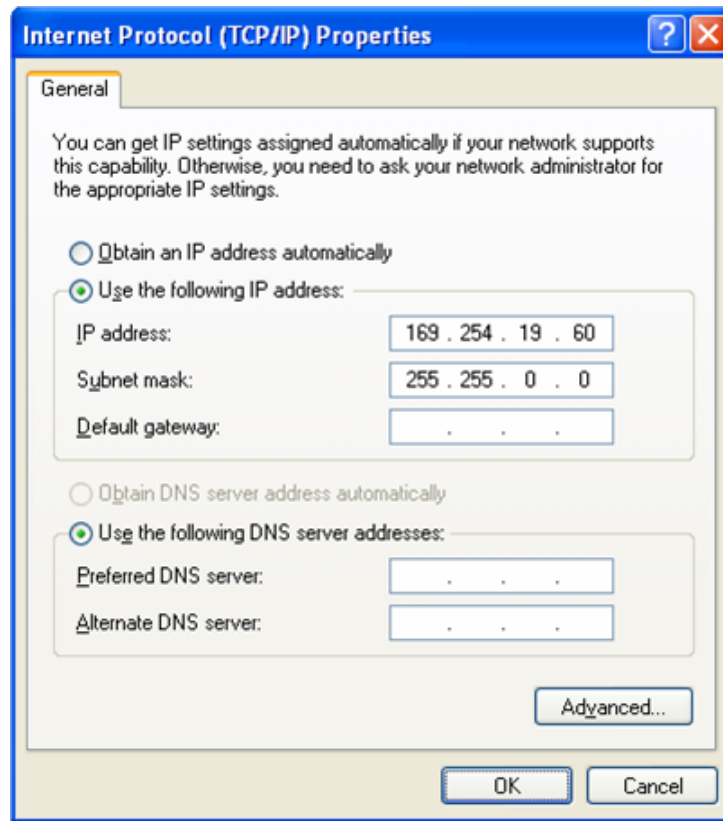 Internet Protocol (TCP/IP) Properties
General
You can get IP settings assigned automatically if your network supports
this capability. Otherwise, you need to ask your network administrator for
the appropriate IP settings.
Obtain an IP address automatically
Use the following IP address:
IP address: 169 . 254 . 19 . 60
Subnet mask: 255 . 255 . 0 . 0
Default gateway: . . .
Obtain DNS server address automatically
Use the following DNS server addresses:
Preferred DNS server: . . .
Alternate DNS server: . . .
Advanced...
OK Cancel